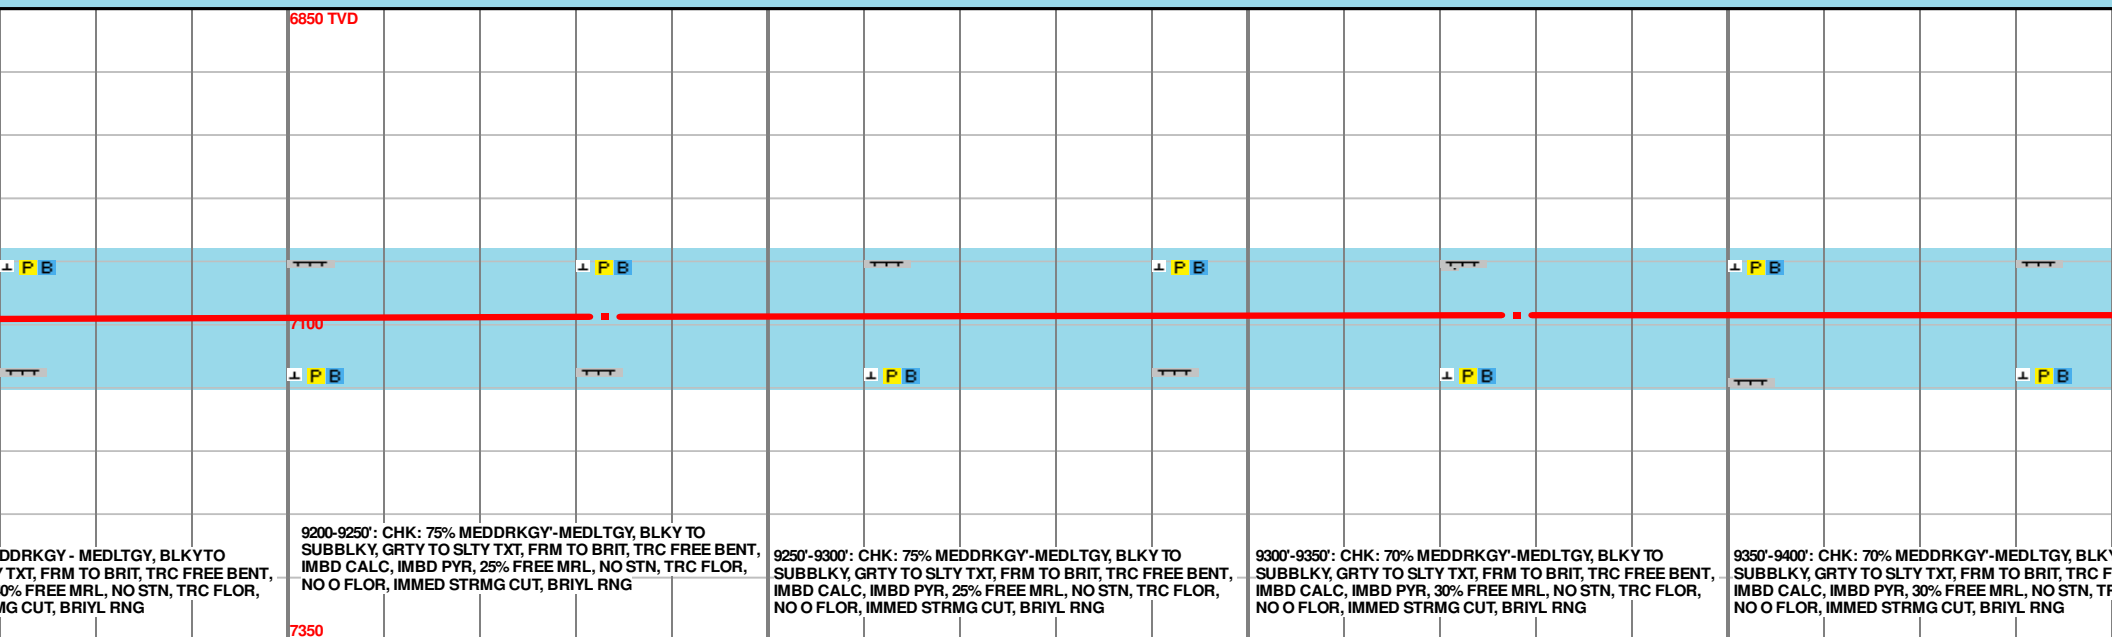 6850 TVD
⊥ P B
⊥ P B
⊥ P B
⊥ P B
7100
⊥ P B
⊥ P B
⊥ P B
⊥ P B
DDRKGY - MEDLTGY, BLKY TO
TXT, FRM TO BRIT, TRC FREE BENT,
0% FREE MRL, NO STN, TRC FLOR,
MG CUT, BRIYL RNG
9200-9250': CHK: 75% MEDDRKGY'-MEDLTGY, BLKY TO
SUBBLKY, GRTY TO SLTY TXT, FRM TO BRIT, TRC FREE BENT,
IMBD CALC, IMBD PYR, 25% FREE MRL, NO STN, TRC FLOR,
NO O FLOR, IMMED STRMG CUT, BRIYL RNG
9250'-9300': CHK: 75% MEDDRKGY'-MEDLTGY, BLKY TO
SUBBLKY, GRTY TO SLTY TXT, FRM TO BRIT, TRC FREE BENT,
IMBD CALC, IMBD PYR, 25% FREE MRL, NO STN, TRC FLOR,
NO O FLOR, IMMED STRMG CUT, BRIYL RNG
9300'-9350': CHK: 70% MEDDRKGY'-MEDLTGY, BLKY TO
SUBBLKY, GRTY TO SLTY TXT, FRM TO BRIT, TRC FREE BENT,
IMBD CALC, IMBD PYR, 30% FREE MRL, NO STN, TRC FLOR,
NO O FLOR, IMMED STRMG CUT, BRIYL RNG
9350'-9400': CHK: 70% MEDDRKGY'-MEDLTGY, BLKY
SUBBLKY, GRTY TO SLTY TXT, FRM TO BRIT, TRC F
IMBD CALC, IMBD PYR, 30% FREE MRL, NO STN, TR
NO O FLOR, IMMED STRMG CUT, BRIYL RNG
7350